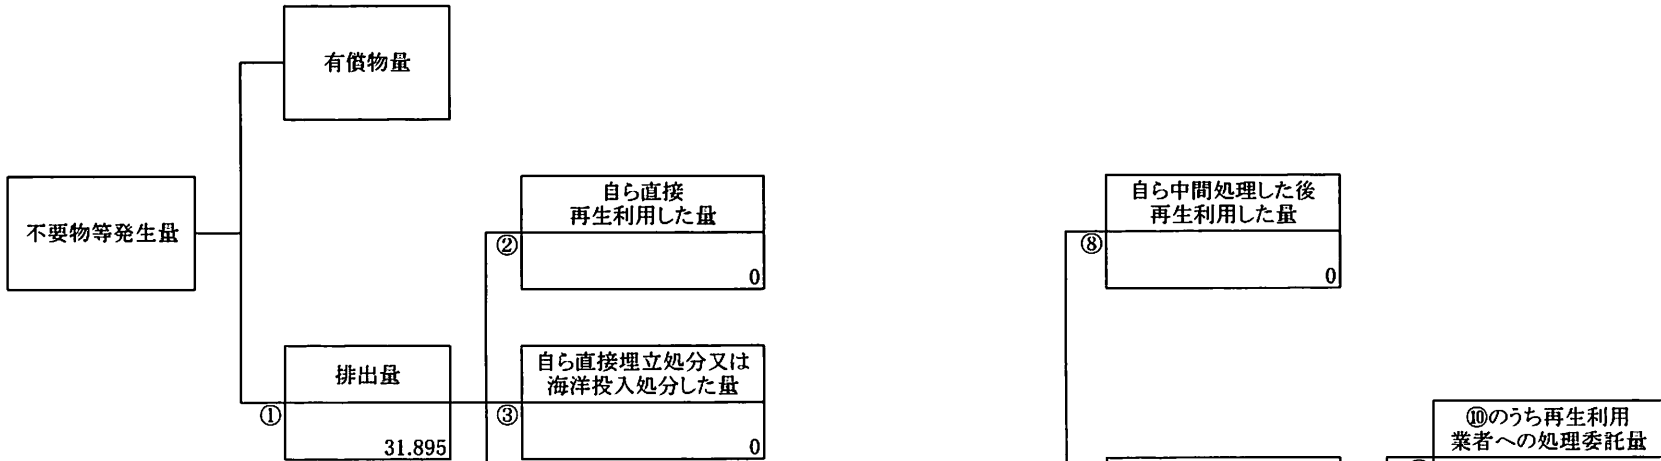 有償物量
不要物等発生量
自ら直接
再生利用した量
②
0
自ら中間処理した後
再生利用した量
⑧
0
排出量
①
31.895
自ら直接埋立処分又は
海洋投入処分した量
③
0
⑩のうち再生利用
業者への処理委託量